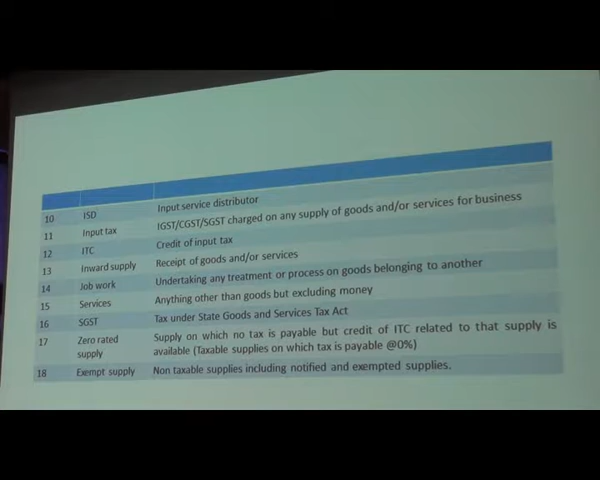 10 ISD Input service distributor
11 Input tax IGST/CGST/SGST charged on any supply of goods and/or services for business
12 ITC Credit of input tax
13 Inward supply Receipt of goods and/or services
14 Job work Undertaking any treatment or process on goods belonging to another
15 Services Anything other than goods but excluding money
16 SGST Tax under State Goods and Services Tax Act
17 Zero rated supply Supply on which no tax is payable but credit of ITC related to that supply is
available (Taxable supplies on which tax is payable @0%)
18 Exempt supply Non taxable supplies including notified and exempted supplies.